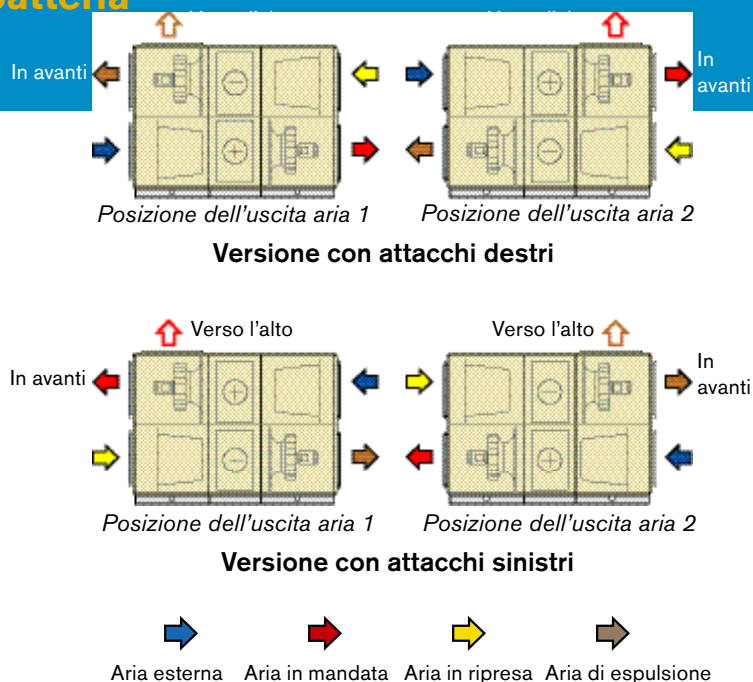 batteria
In avanti
In
avanti
Posizione dell'uscita aria 1
Posizione dell'uscita aria 2
Versione con attacchi destri
Verso l'alto
Verso l'alto
In avanti
In
avanti
Posizione dell'uscita aria 1
Posizione dell'uscita aria 2
Versione con attacchi sinistri
Aria esterna
Aria in mandata
Aria in ripresa
Aria di espulsione